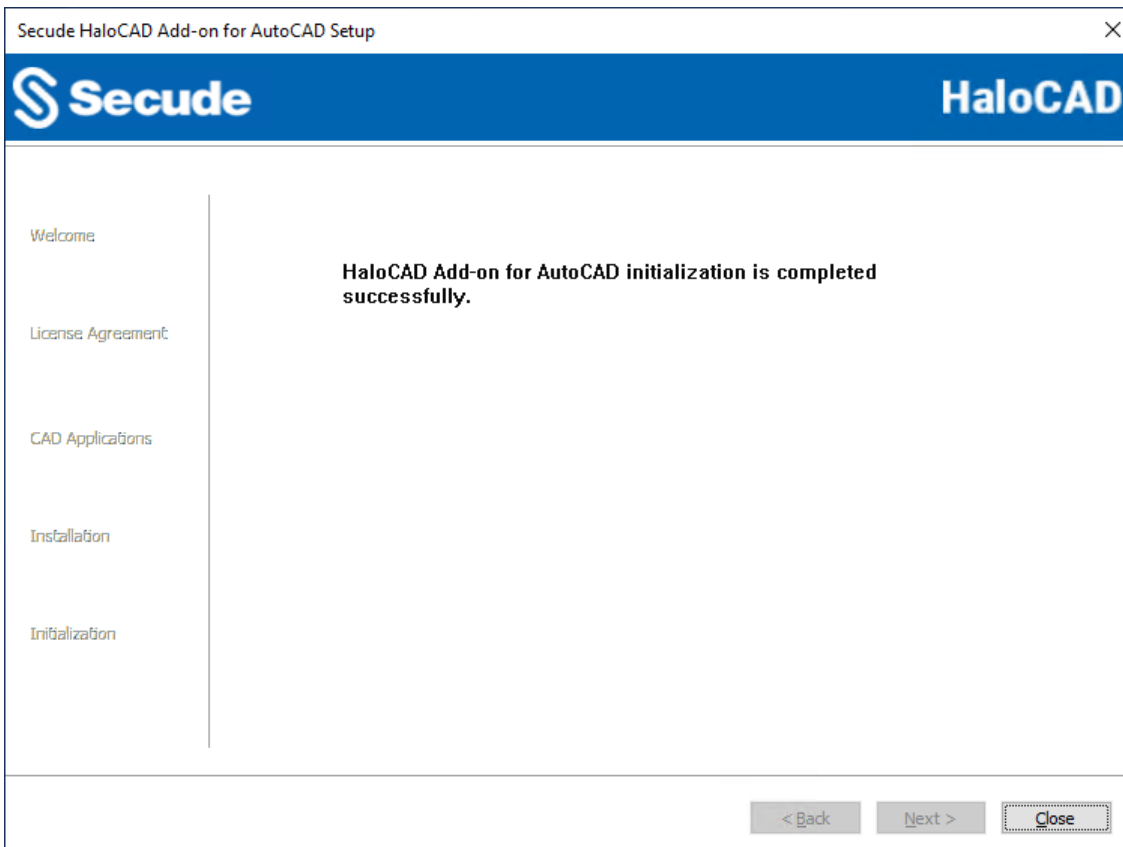 Secude HaloCAD Add-on for AutoCAD Setup
Secude
HaloCAD
Welcome
License Agreement
CAD Applications
Installation
Initialization
HaloCAD Add-on for AutoCAD initialization is completed
successfully.
< Back
Next >
Close